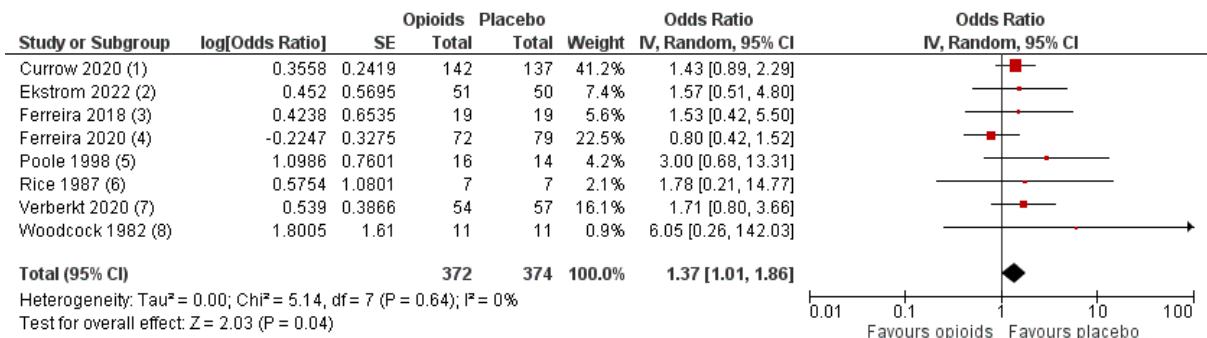 Opioids Placebo Odds Ratio Odds Ratio
Study or Subgroup log[Odds Ratio] SE Total Total Weight IV, Random, 95% CI IV, Random, 95% CI
Currow 2020 (1) 0.3558 0.2419 142 137 41.2% 1.43 [0.89, 2.29]
Ekstrom 2022 (2) 0.452 0.5695 51 50 7.4% 1.57 [0.51, 4.80]
Ferreira 2018 (3) 0.4238 0.6535 19 19 5.6% 1.53 [0.42, 5.50]
Ferreira 2020 (4) -0.2247 0.3275 72 79 22.5% 0.80 [0.42, 1.52]
Poole 1998 (5) 1.0986 0.7601 16 14 4.2% 3.00 [0.68, 13.31]
Rice 1987 (6) 0.5754 1.0801 7 7 2.1% 1.78 [0.21, 14.77]
Verberkt 2020 (7) 0.539 0.3866 54 57 16.1% 1.71 [0.80, 3.66]
Woodcock 1982 (8) 1.8005 1.61 11 11 0.9% 6.05 [0.26, 142.03]
Total (95% CI) 372 374 100.0% 1.37 [1.01, 1.86]
Heterogeneity: Tau² = 0.00; Chi² = 5.14, df = 7 (P = 0.64); I² = 0%
Test for overall effect: Z = 2.03 (P = 0.04)
0.01 0.1 1 10 100
Favours opioids Favours placebo